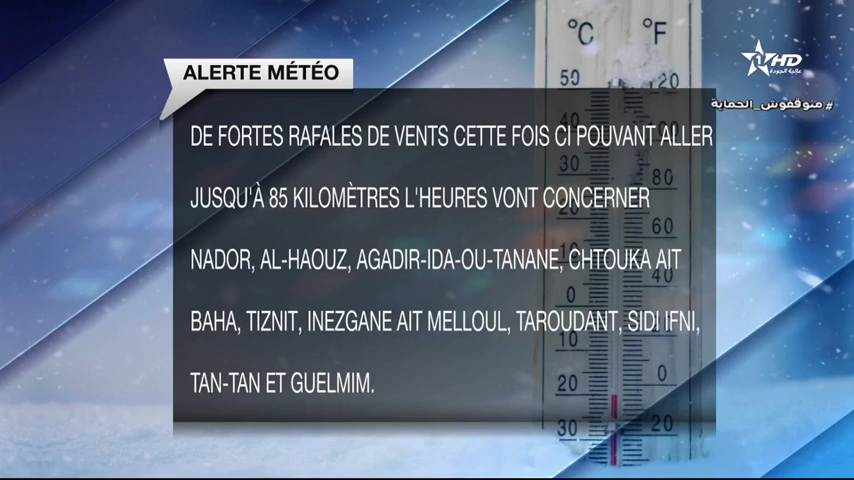 ALERTE MÉTÉO
DE FORTES RAFALES DE VENTS CETTE FOIS CI POUVANT ALLER
JUSQU'À 85 KILOMÈTRES L'HEURES VONT CONCERNER
NADOR, AL-HAOUZ, AGADIR-IDA-OU-TANANE, CHTOUKA AIT
BAHA, TIZNIT, INEZGANE AIT MELLOUL, TAROUDANT, SIDI IFNI,
TAN-TAN ET GUELMIM.
HD
عالية الجودة
#منوقفوش_الحماية
°C °F
50 120
40
30 80
20 60
10 40
0
10
20 0
30 20